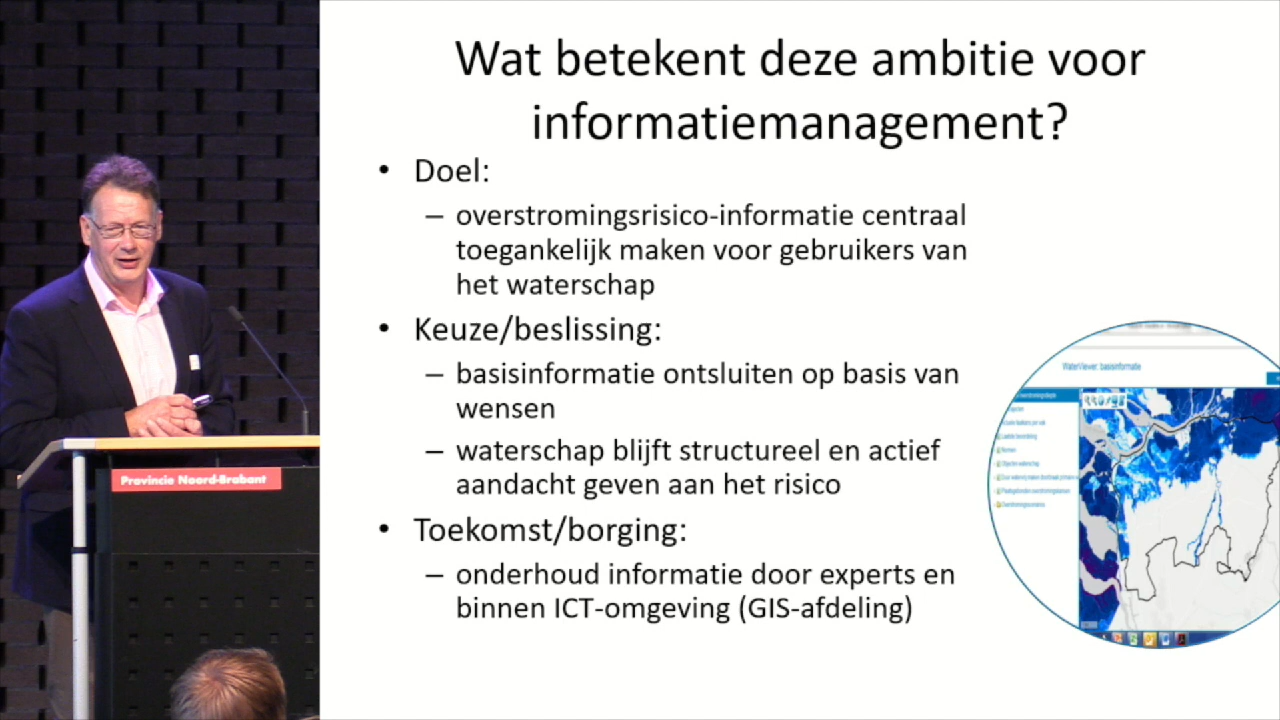 Wat betekent deze ambitie voor
informatiemanagement?
• Doel:
– overstromingsrisico-informatie centraal
toegankelijk maken voor gebruikers van
het waterschap
• Keuze/beslissing:
– basisinformatie ontsluiten op basis van
wensen
– waterschap blijft structureel en actief
aandacht geven aan het risico
• Toekomst/borging:
– onderhoud informatie door experts en
binnen ICT-omgeving (GIS-afdeling)
Provincie Noord-Brabant
WaterViewer: basisinformatie